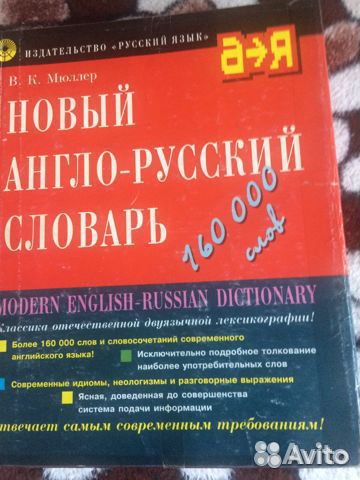 ИЗДАТЕЛЬСТВО «РУССКИЙ ЯЗЫК»
а→Я
В. К. Мюллер
НОВЫЙ
АНГЛО-РУССКИЙ
СЛОВАРЬ
160 000
слов
MODERN ENGLISH-RUSSIAN DICTIONARY
Классика отечественной двуязычной лексикографии!
Более 160 000 слов и словосочетаний современного
английского языка!
Исключительно подробное толкование
наиболее употребительных слов
Современные идиомы, неологизмы и разговорные выражения
Ясная, доведенная до совершенства
система подачи информации
твечает самым современным требованиям!
Avito